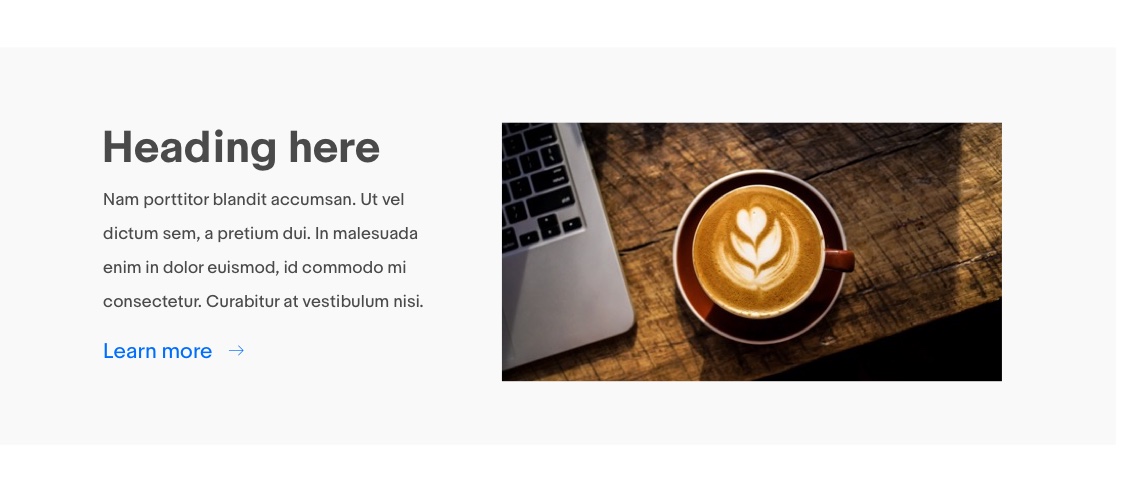 Heading here
Nam porttitor blandit accumsan. Ut vel
dictum sem, a pretium dui. In malesuada
enim in dolor euismod, id commodo mi
consectetur. Curabitur at vestibulum nisi.
Learn more →